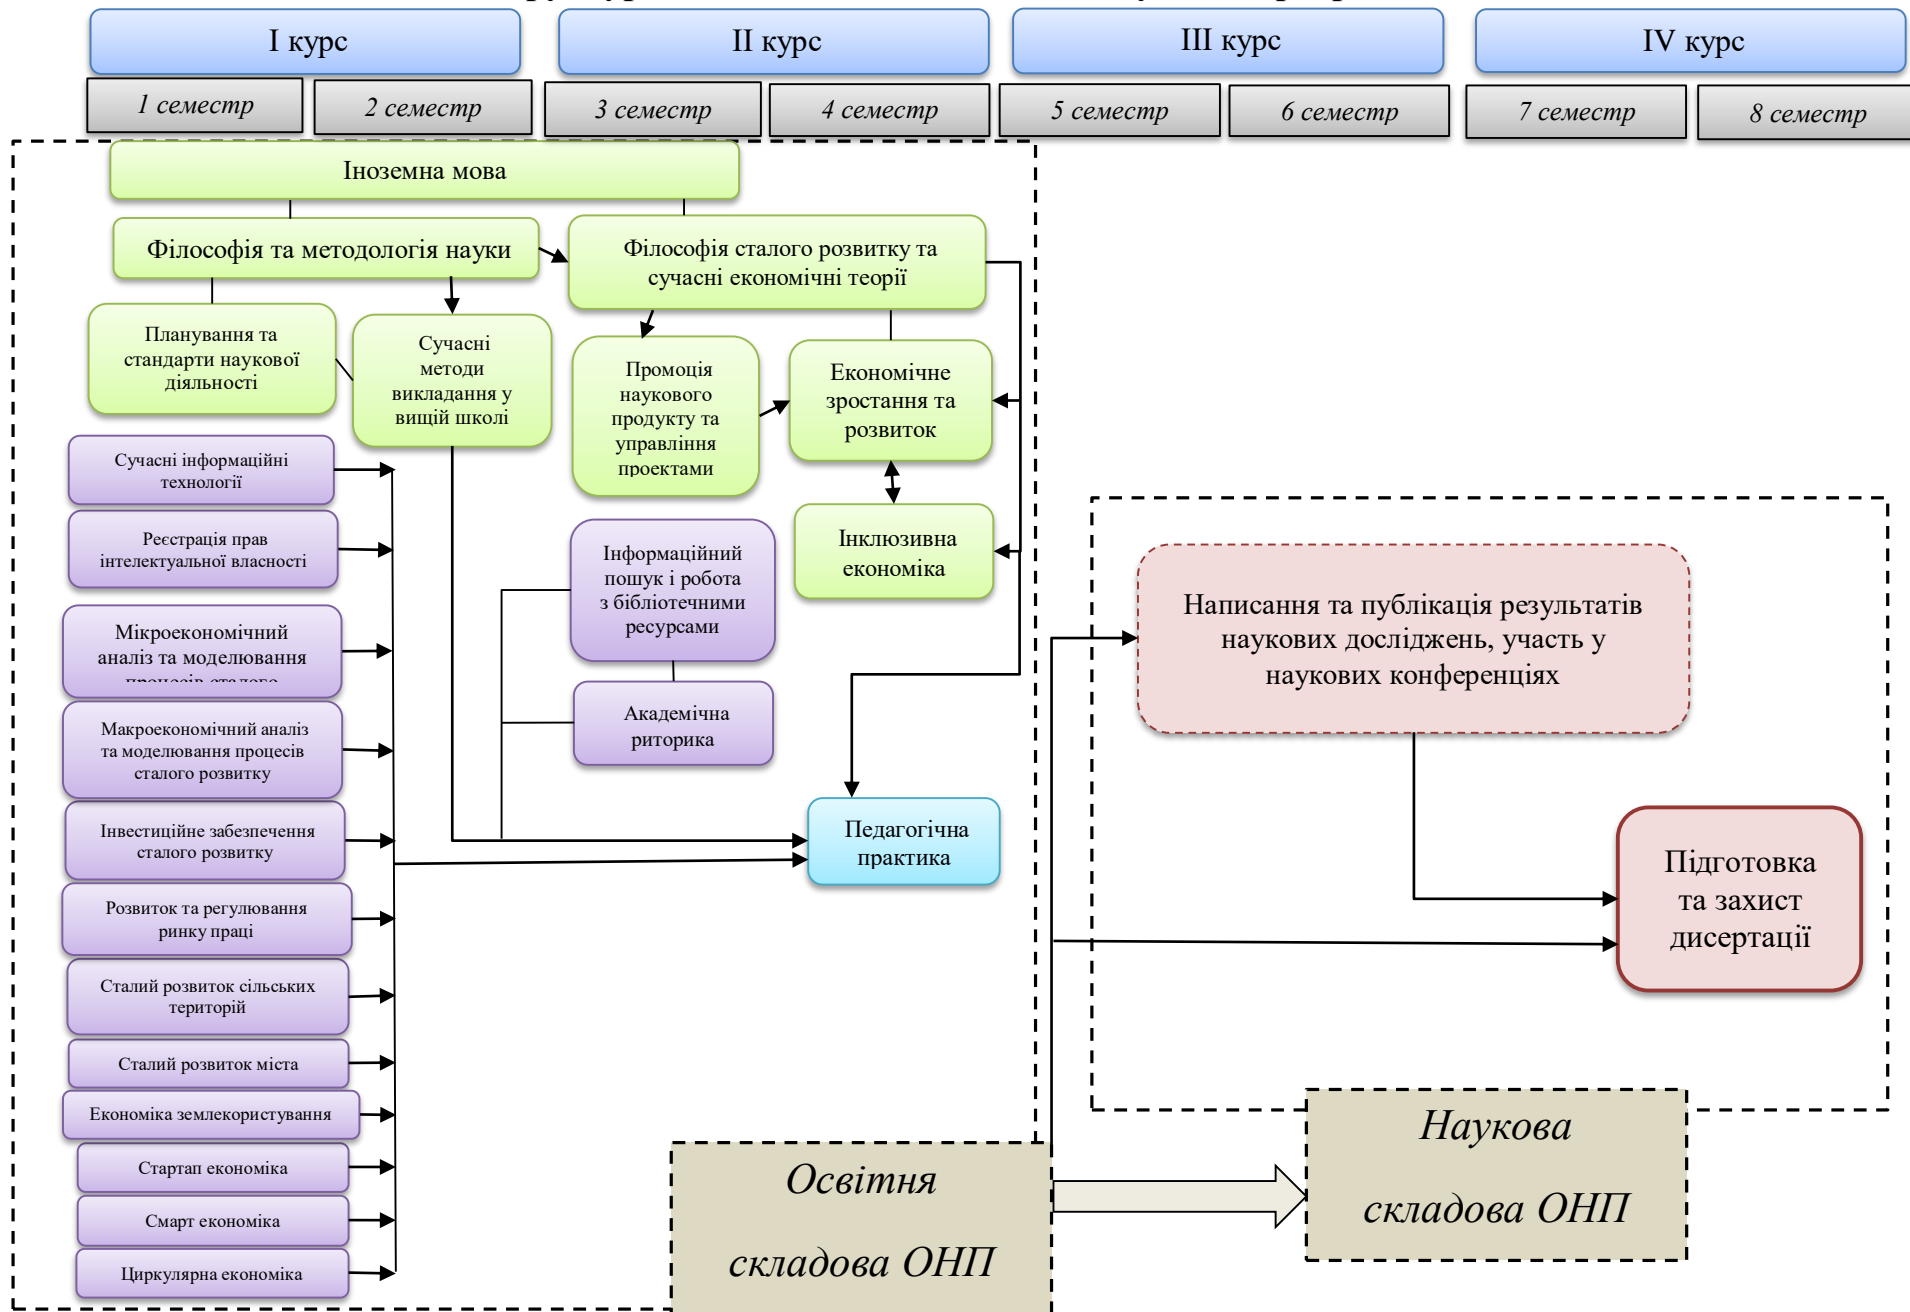 I курс
II курс
III курс
IV курс
1 семестр
2 семестр
3 семестр
4 семестр
5 семестр
6 семестр
7 семестр
8 семестр
Іноземна мова
Філософія та методологія науки
Філософія сталого розвитку та
сучасні економічні теорії
Планування та
стандарти наукової
діяльності
Сучасні
методи
викладання у
вищій школі
Промоція
наукового
продукту та
управління
проектами
Економічне
зростання та
розвиток
Інклюзивна
економіка
Сучасні інформаційні
технології
Реєстрація прав
інтелектуальної власності
Мікроекономічний
аналіз та моделювання
процесів сталого
Макроекономічний аналіз
та моделювання процесів
сталого розвитку
Інвестиційне забезпечення
сталого розвитку
Розвиток та регулювання
ринку праці
Сталий розвиток сільських
територій
Сталий розвиток міста
Економіка землекористування
Стартап економіка
Смарт економіка
Циркулярна економіка
Інформаційний
пошук і робота
з бібліотечними
ресурсами
Академічна
риторика
Педагогічна
практика
Написання та публікація результатів
наукових досліджень, участь у
наукових конференціях
Підготовка
та захист
дисертації
Освітня
складова ОНП
Наукова
складова ОНП